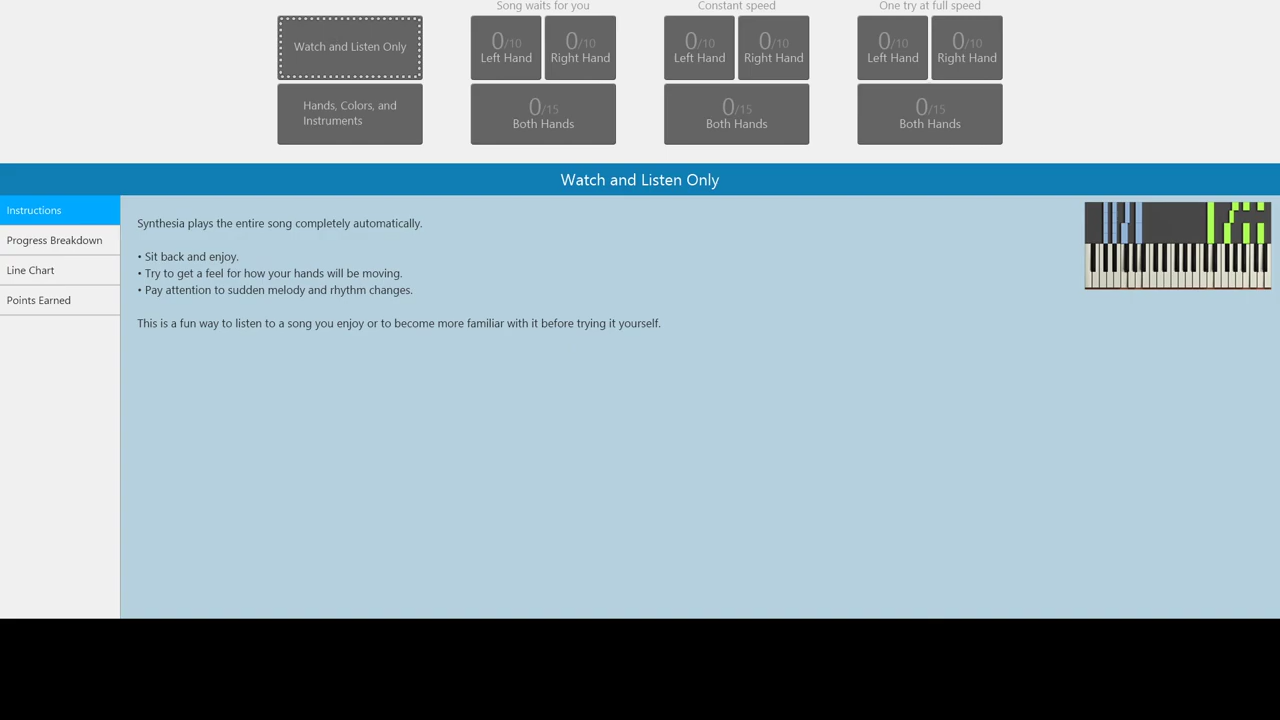 Song waits for you
Constant speed
One try at full speed
Watch and Listen Only
0/10
Left Hand
0/10
Right Hand
0/10
Left Hand
0/10
Right Hand
0/10
Left Hand
0/10
Right Hand
Hands, Colors, and
Instruments
0/15
Both Hands
0/15
Both Hands
0/15
Both Hands
Watch and Listen Only
Instructions
Progress Breakdown
Line Chart
Points Earned
Synthesia plays the entire song completely automatically.
• Sit back and enjoy.
• Try to get a feel for how your hands will be moving.
• Pay attention to sudden melody and rhythm changes.
This is a fun way to listen to a song you enjoy or to become more familiar with it before trying it yourself.